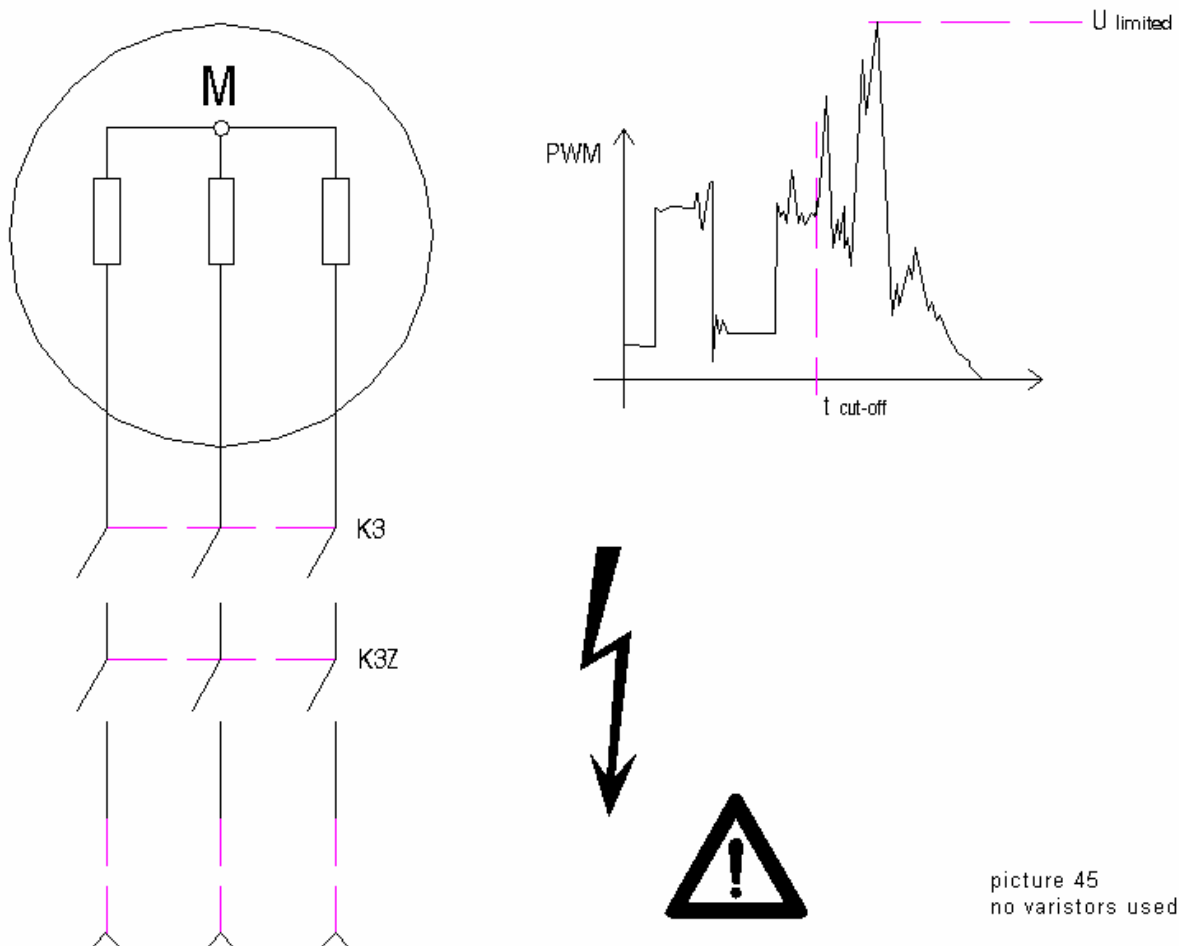 U limited
M
PWM
t cut-off
K3
K3Z
!
picture 45
no varistors used